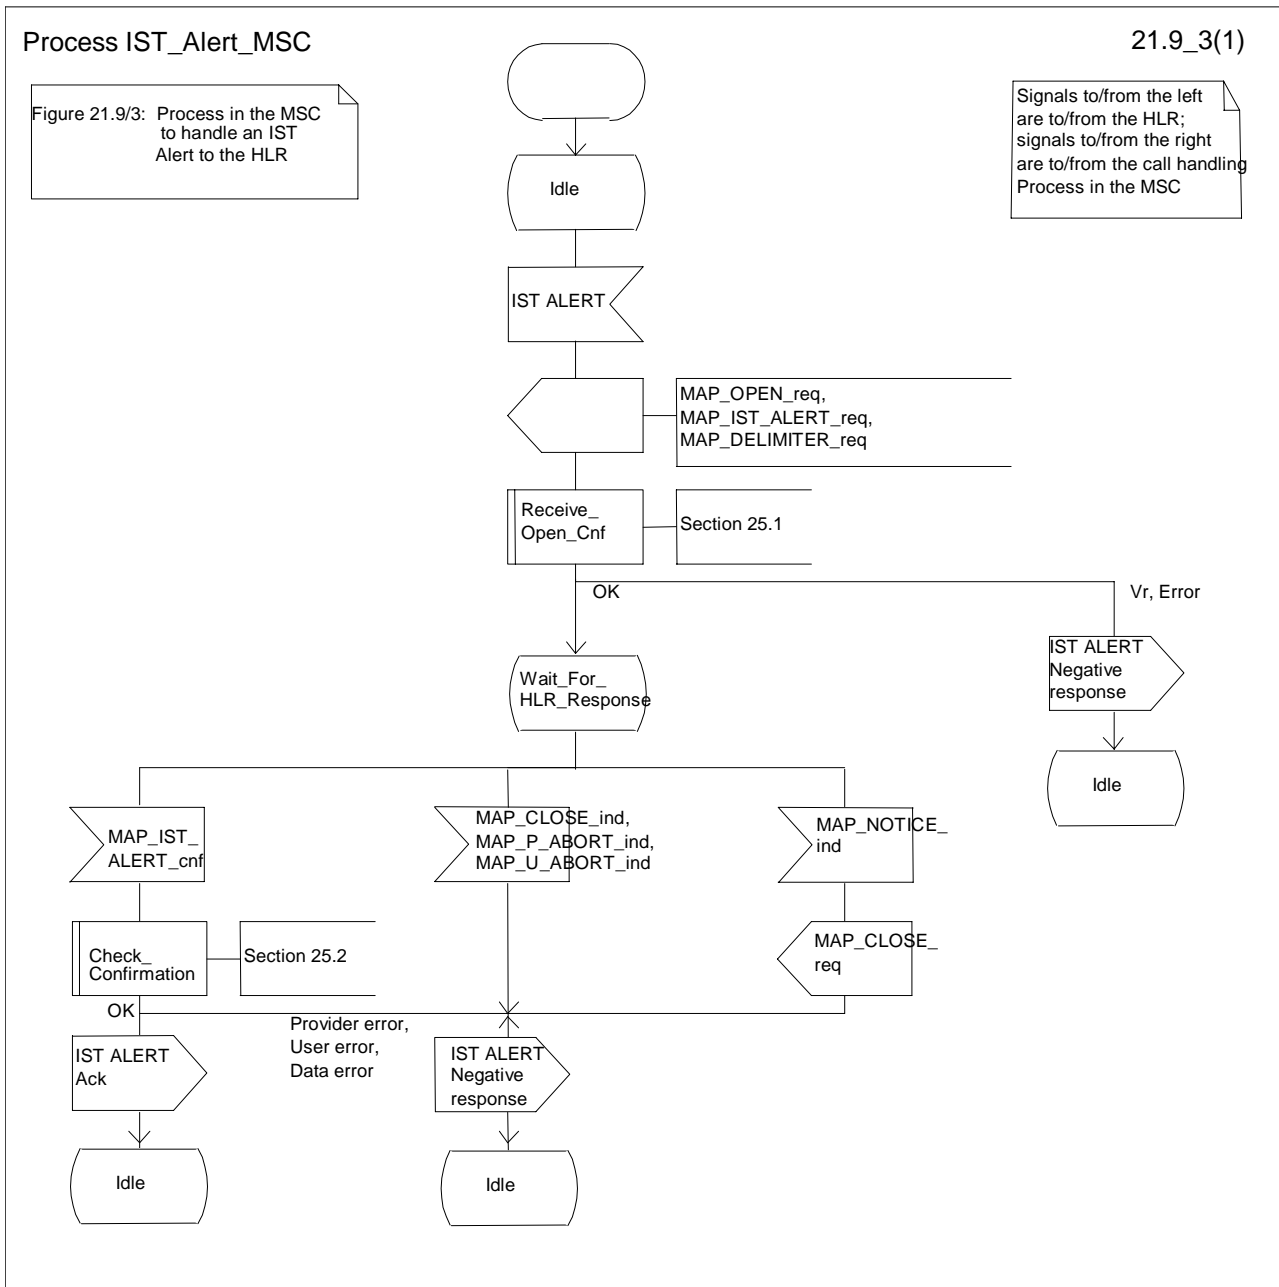 Process IST_Alert_MSC
21.9_3(1)
Figure 21.9/3: Process in the MSC
to handle an IST
Alert to the HLR
Signals to/from the left
are to/from the HLR;
signals to/from the right
are to/from the call handling
Process in the MSC
Idle
IST ALERT
MAP_OPEN_req,
MAP_IST_ALERT_req,
MAP_DELIMITER_req
Receive_
Open_Cnf
Section 25.1
OK
Vr, Error
IST ALERT
Negative
response
Idle
Wait_For_
HLR_Response
MAP_IST_
ALERT_cnf
MAP_CLOSE_ind,
MAP_P_ABORT_ind,
MAP_U_ABORT_ind
MAP_NOTICE_
ind
Check_
Confirmation
Section 25.2
MAP_CLOSE_
req
OK
Provider error,
User error,
Data error
IST ALERT
Ack
IST ALERT
Negative
response
Idle
Idle